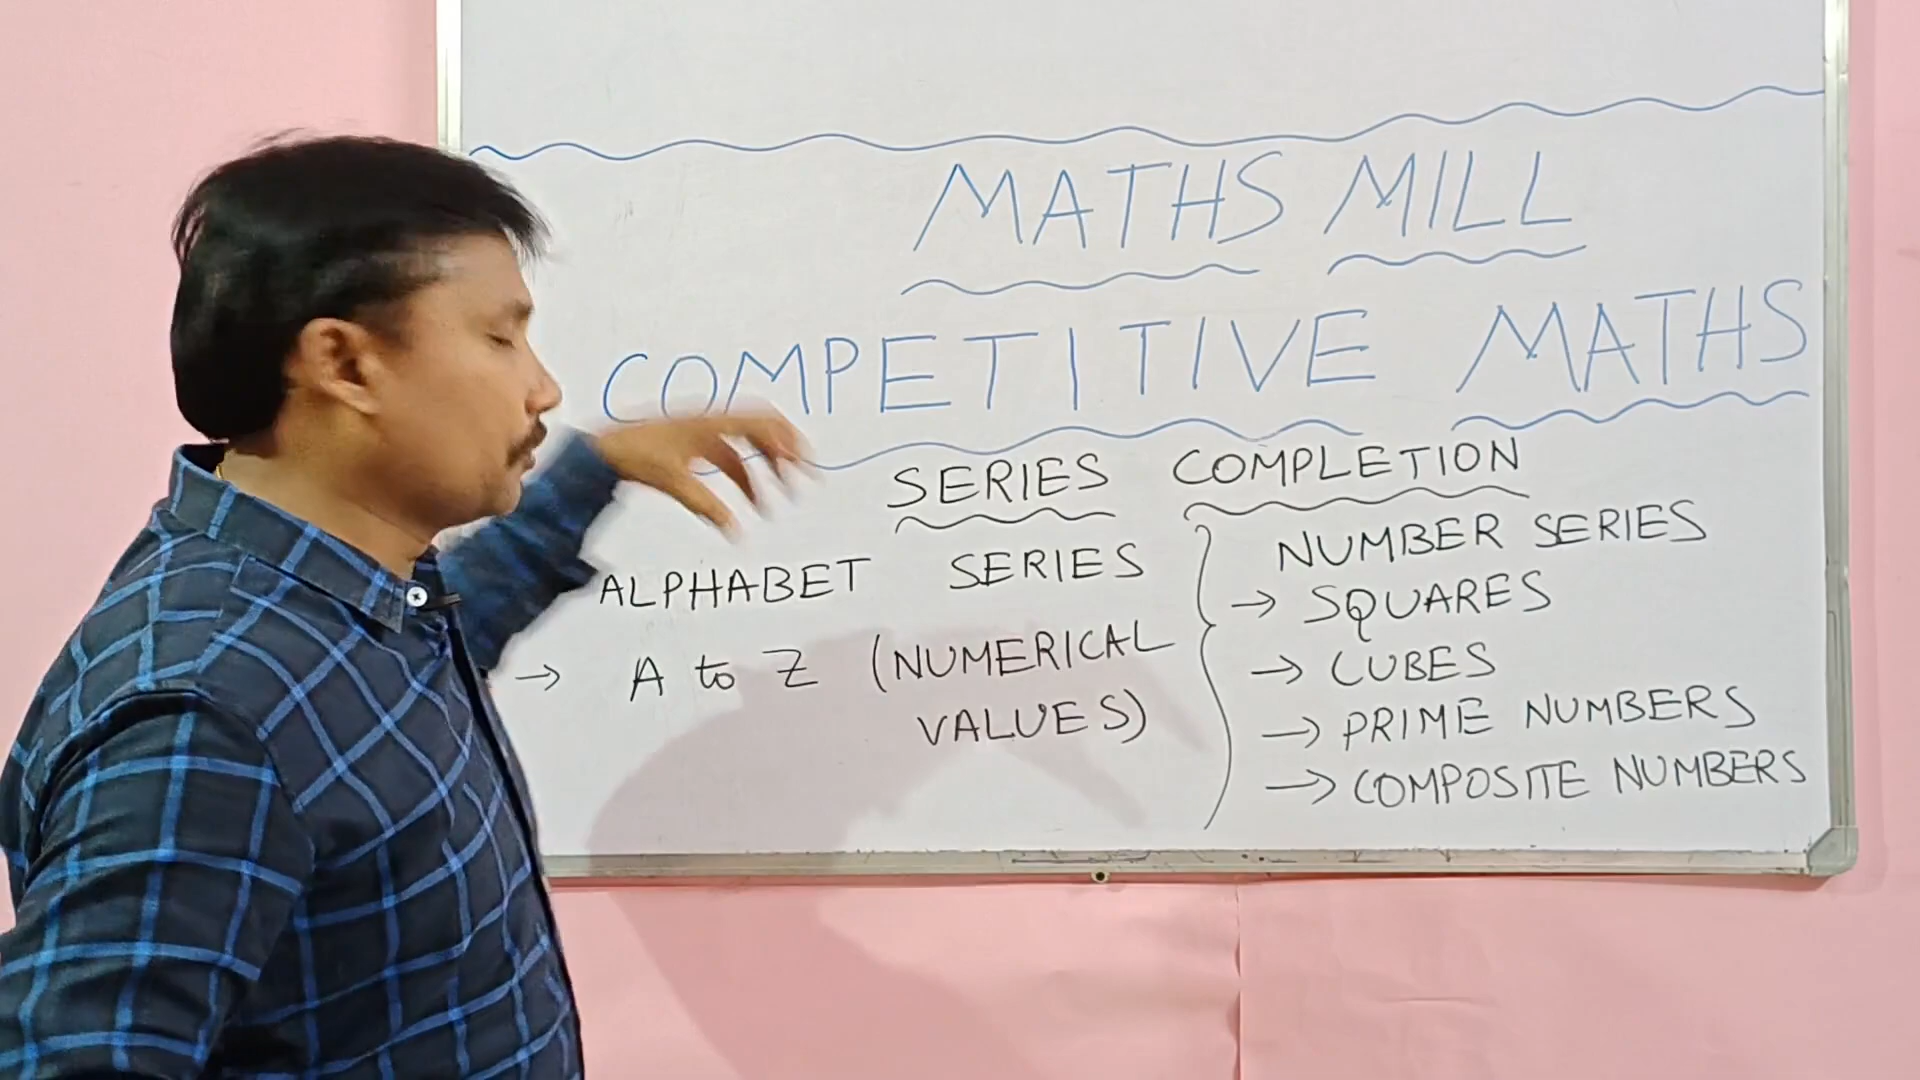 MATHS MILL
COMPETITIVE MATHS
SERIES COMPLETION
ALPHABET SERIES
→ A to Z (NUMERICAL
VALUES)
NUMBER SERIES
→ SQUARES
→ CUBES
→ PRIME NUMBERS
→ COMPOSITE NUMBERS